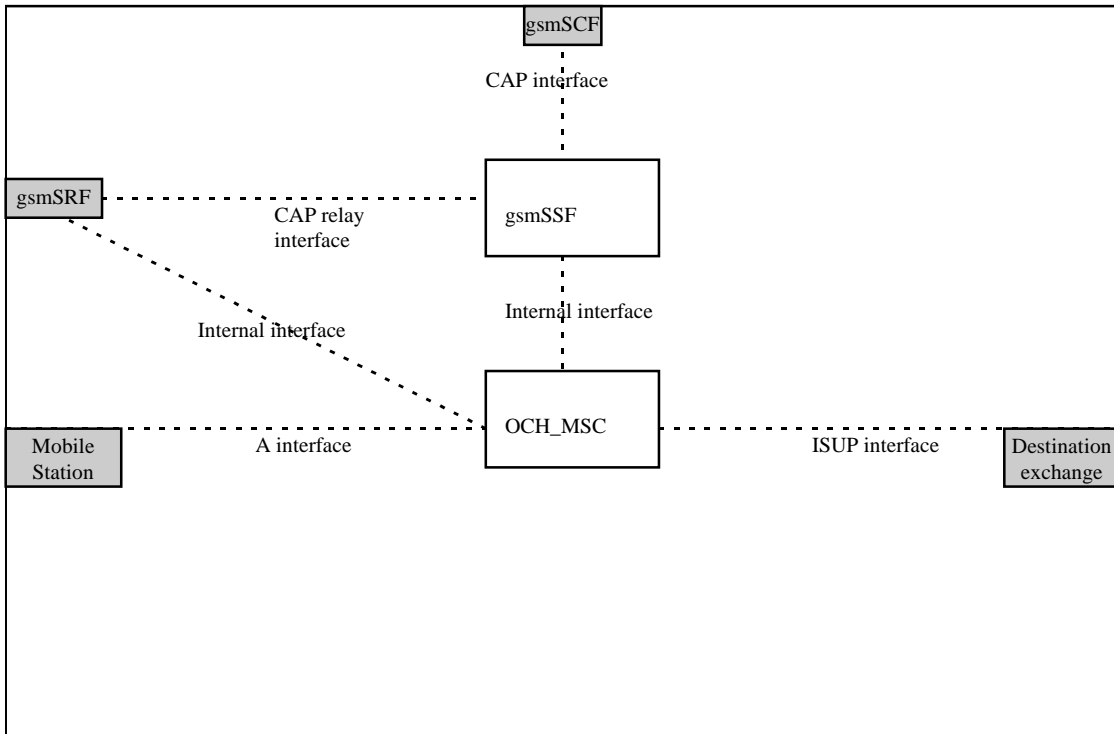 gsmSCF
CAP interface
gsmSRF
CAP relay
interface
gsmSSF
Internal interface
Internal interface
OCH_MSC
Mobile
Station
A interface
ISUP interface
Destination
exchange